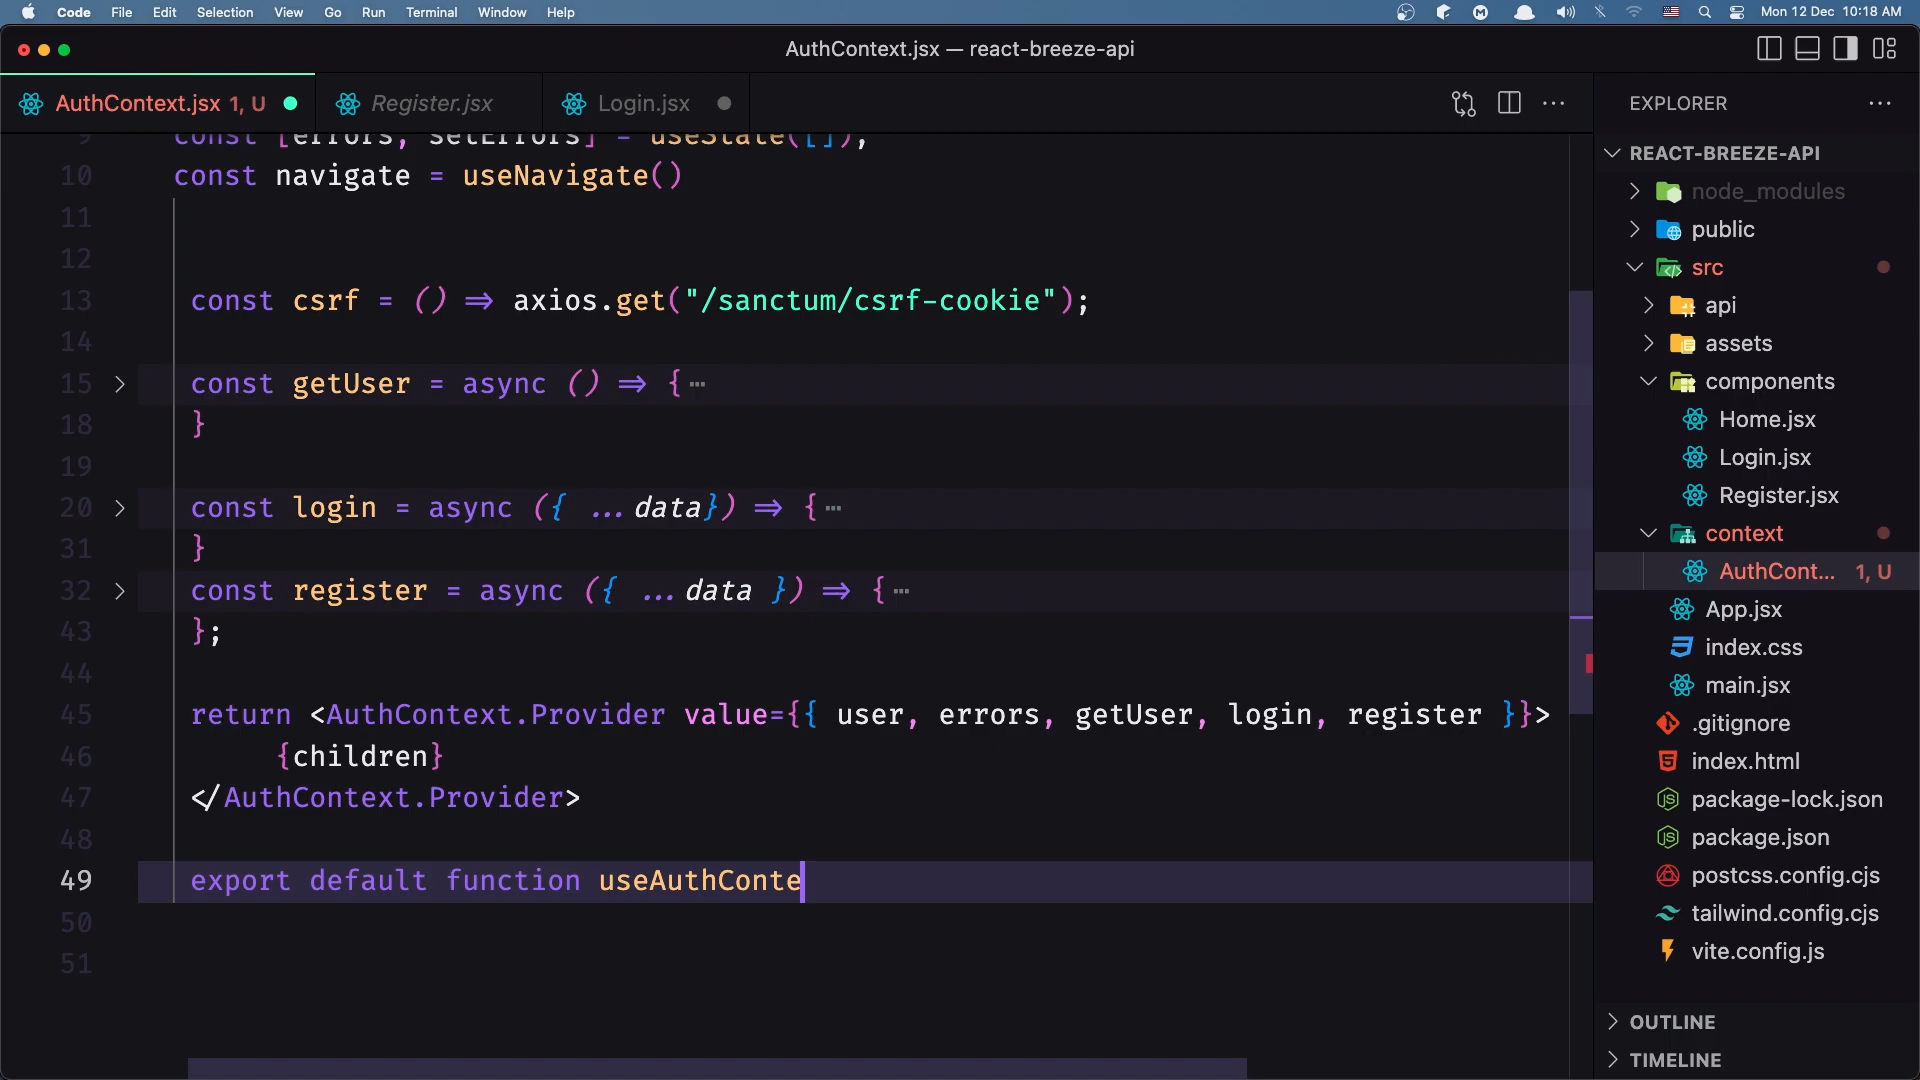 Code File Edit Selection View Go Run Terminal Window Help Mon 12 Dec 10:18 AM
AuthContext.jsx — react-breeze-api
AuthContext.jsx 1, U Register.jsx Login.jsx
9 const [errors, setErrors] = useState([]);
10 const navigate = useNavigate()
11
12
13 const csrf = () => axios.get("/sanctum/csrf-cookie");
14
15 const getUser = async () => {…
18 }
19
20 const login = async ({ ...data}) => {…
31 }
32 const register = async ({ ...data }) => {…
43 };
44
45 return <AuthContext.Provider value={{ user, errors, getUser, login, register }}>
46 {children}
47 </AuthContext.Provider>
48
49 export default function useAuthConte
50
51
EXPLORER
REACT-BREEZE-API
node_modules
public
src
api
assets
components
Home.jsx
Login.jsx
Register.jsx
context
AuthCont... 1, U
App.jsx
index.css
main.jsx
.gitignore
index.html
package-lock.json
package.json
postcss.config.cjs
tailwind.config.cjs
vite.config.js
OUTLINE
TIMELINE